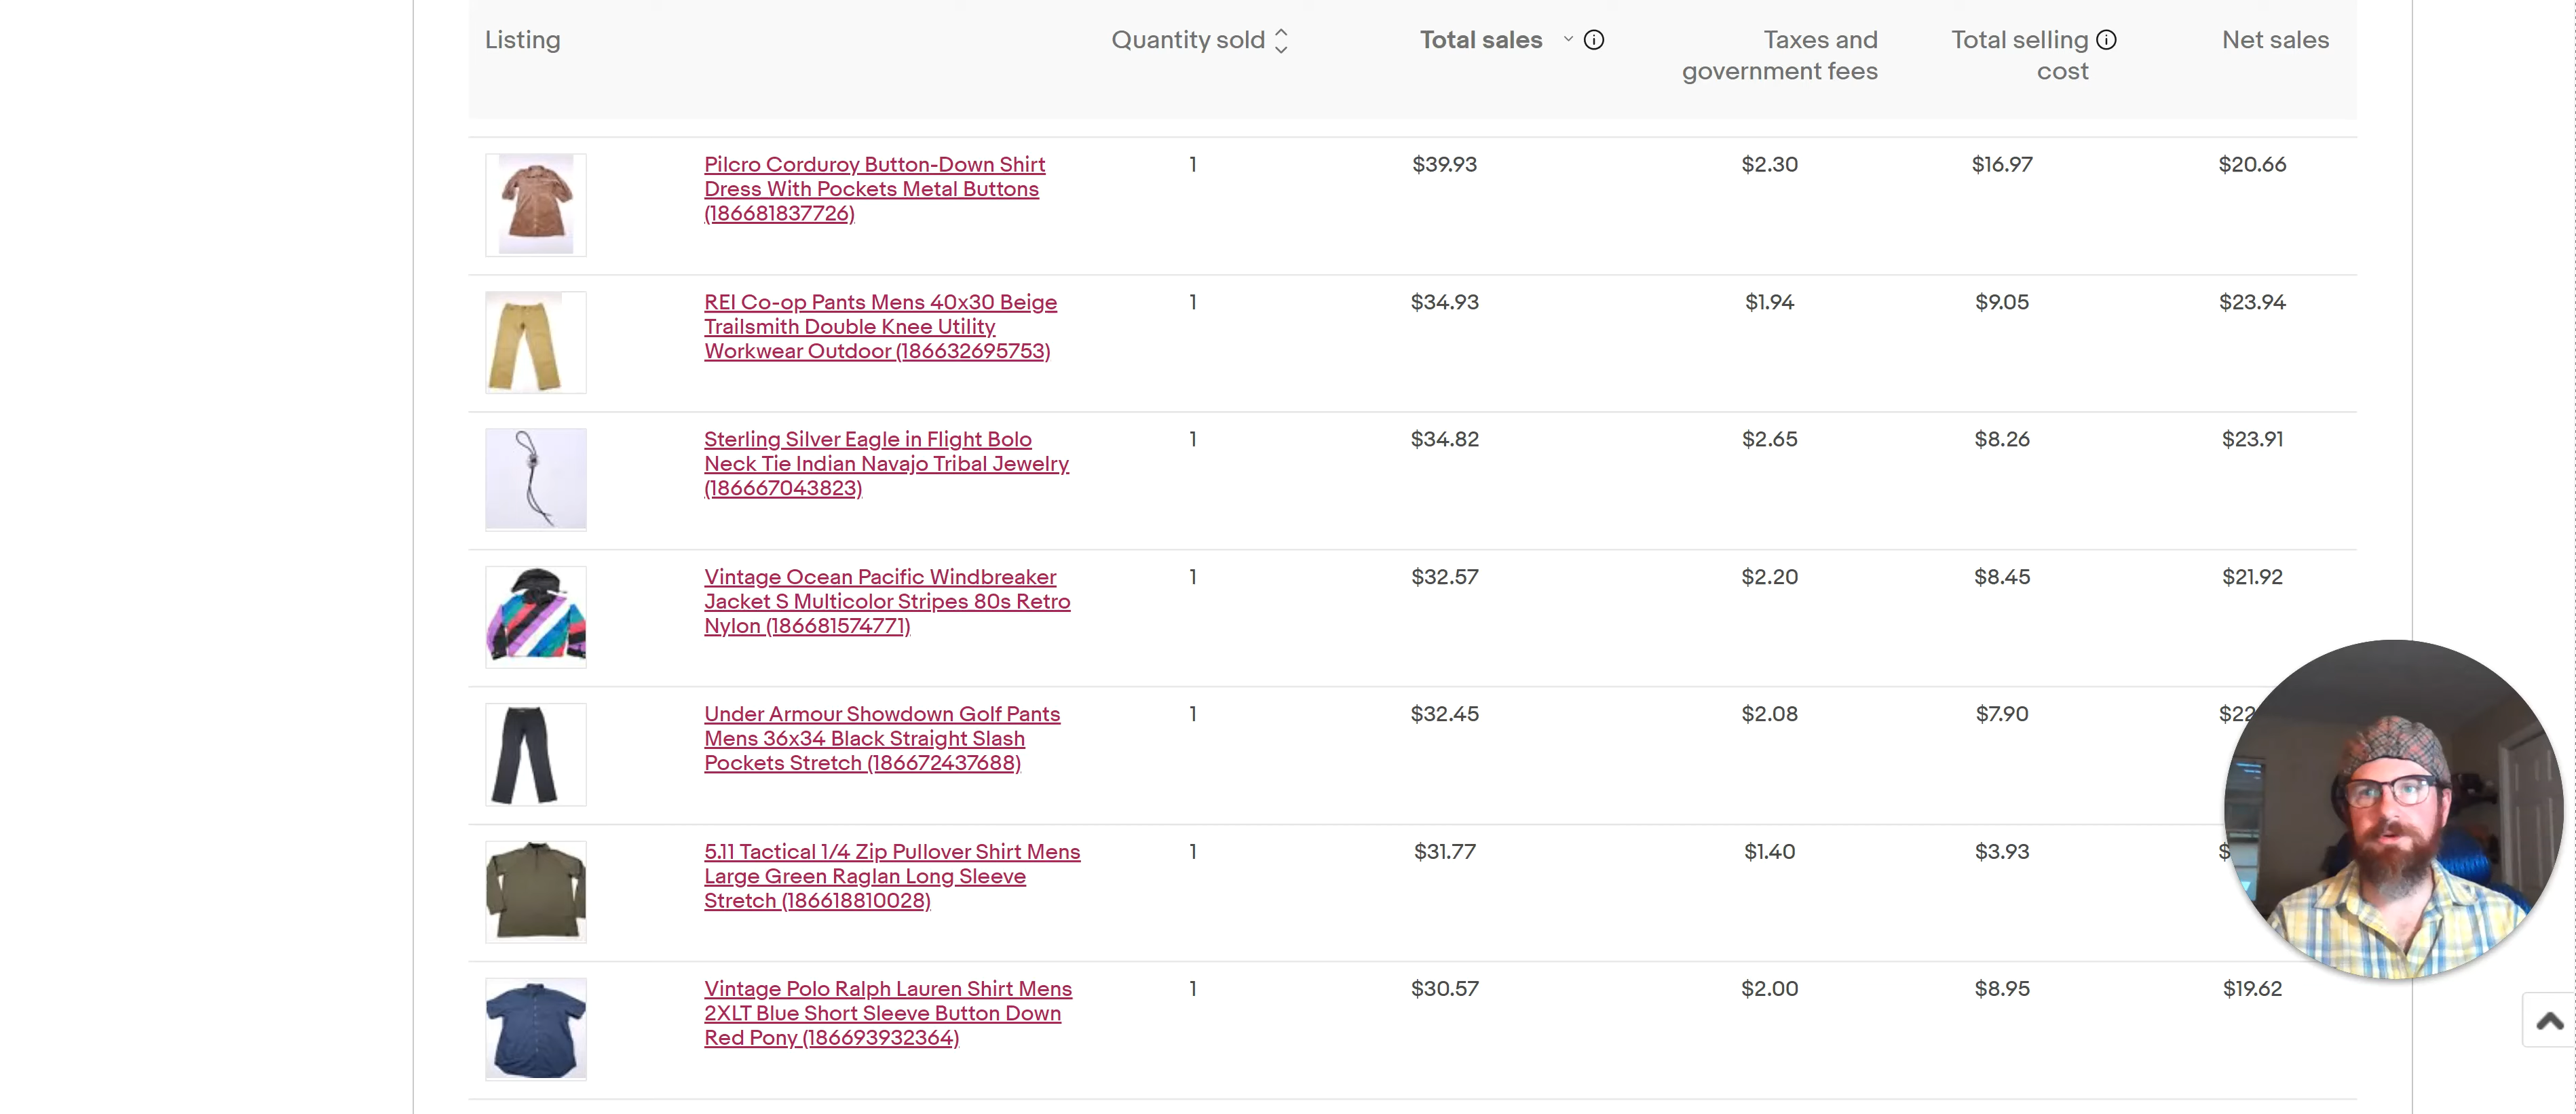 Listing
Quantity sold
Total sales
Taxes and
government fees
Total selling
cost
Net sales
Pilcro Corduroy Button-Down Shirt
Dress With Pockets Metal Buttons
(186681837726)
1
$39.93
$2.30
$16.97
$20.66
REI Co-op Pants Mens 40x30 Beige
Trailsmith Double Knee Utility
Workwear Outdoor (186632695753)
1
$34.93
$1.94
$9.05
$23.94
Sterling Silver Eagle in Flight Bolo
Neck Tie Indian Navajo Tribal Jewelry
(186667043823)
1
$34.82
$2.65
$8.26
$23.91
Vintage Ocean Pacific Windbreaker
Jacket S Multicolor Stripes 80s Retro
Nylon (186681574771)
1
$32.57
$2.20
$8.45
$21.92
Under Armour Showdown Golf Pants
Mens 36x34 Black Straight Slash
Pockets Stretch (186672437688)
1
$32.45
$2.08
$7.90
$22
5.11 Tactical 1/4 Zip Pullover Shirt Mens
Large Green Raglan Long Sleeve
Stretch (186618810028)
1
$31.77
$1.40
$3.93
$
Vintage Polo Ralph Lauren Shirt Mens
2XLT Blue Short Sleeve Button Down
Red Pony (186693932364)
1
$30.57
$2.00
$8.95
$19.62